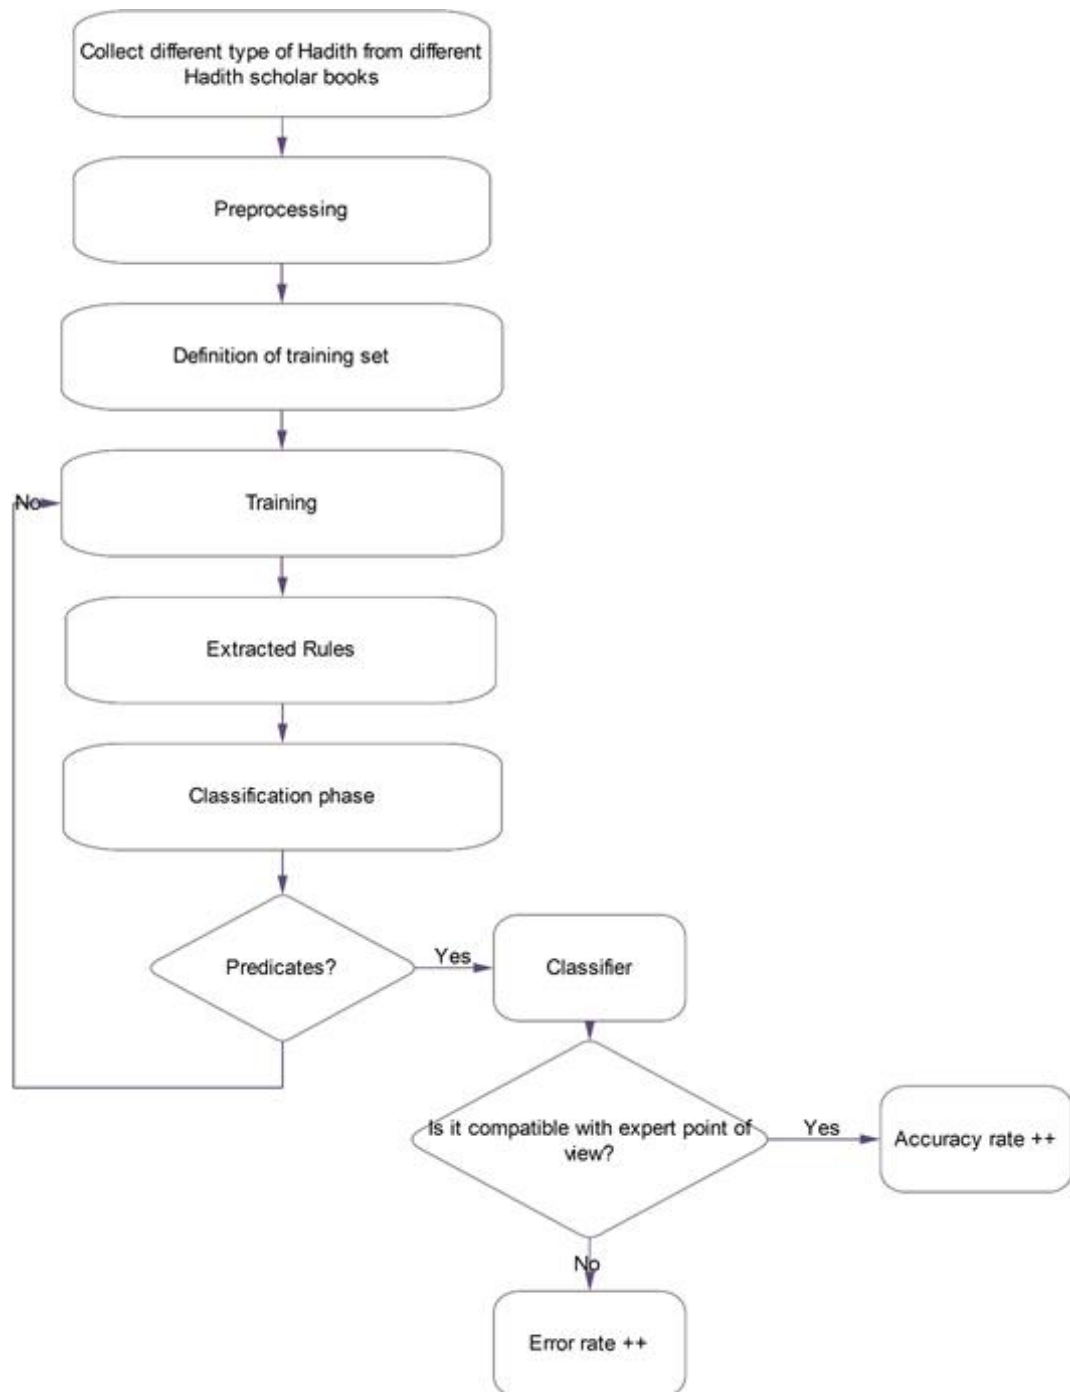 Collect different type of Hadith from different
Hadith scholar books
Preprocessing
Definition of training set
No
Training
Extracted Rules
Classification phase
Predicates?
Yes
Classifier
Is it compatible with expert point of
view?
Yes
Accuracy rate ++
No
Error rate ++